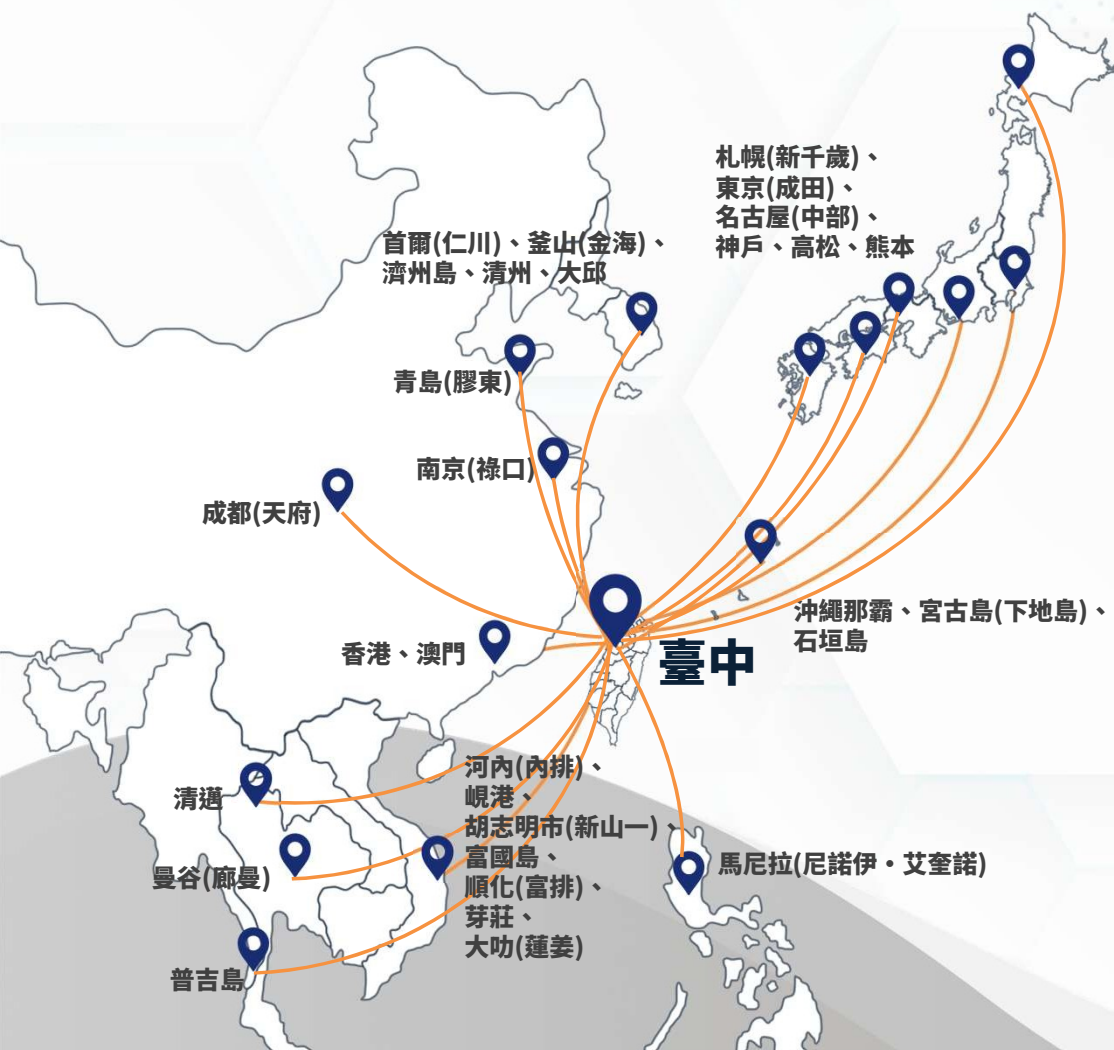 札幌(新千歲)、
東京(成田)、
名古屋(中部)、
神戶、高松、熊本
首爾(仁川)、釜山(金海)、
濟州島、清州、大邱
青島(膠東)
南京(祿口)
成都(天府)
沖繩那霸、宮古島(下地島)、
石垣島
香港、澳門
臺中
河內(內排)、
峴港、
胡志明市(新山一)、
富國島、
順化(富排)、
芽莊、
大叻(蓮姜)
清邁
曼谷(廊曼)
馬尼拉(尼諾伊・艾奎諾)
普吉島